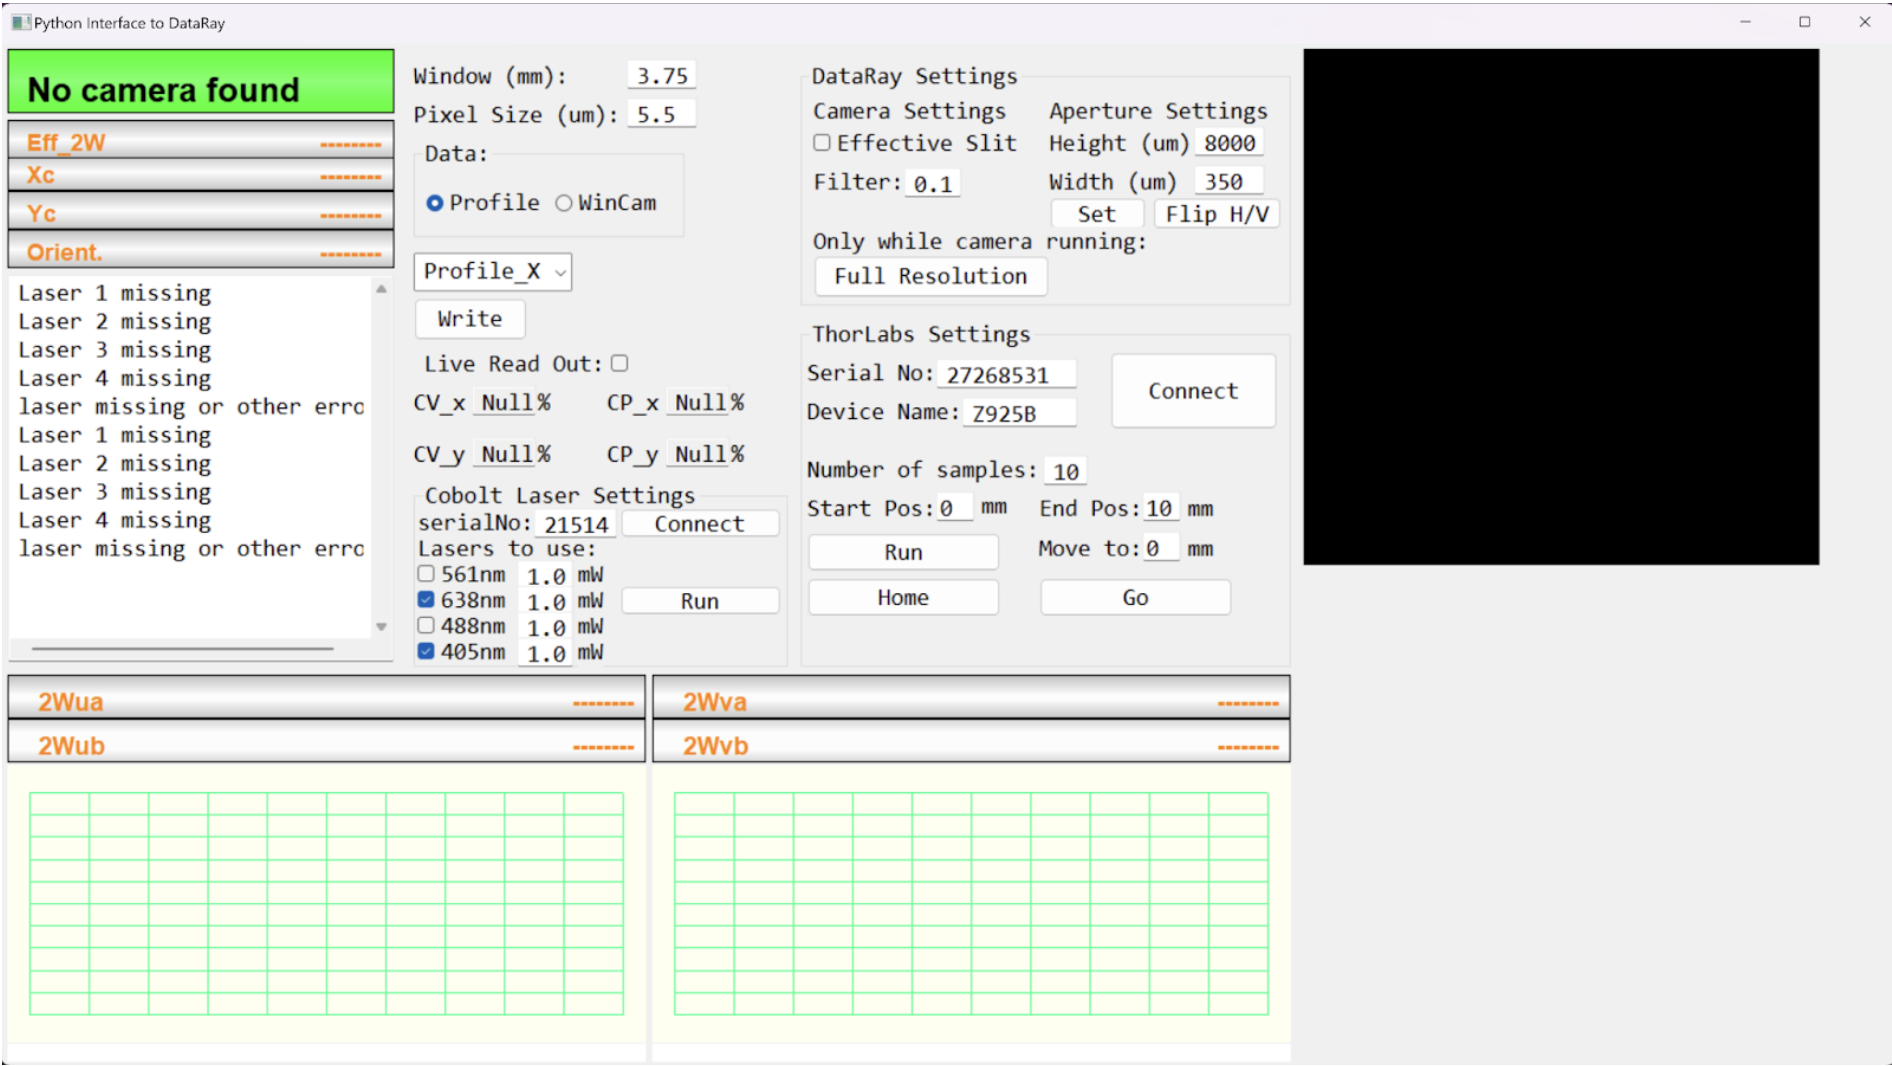 Python Interface to DataRay
No camera found
Eff_2W --------
Xc --------
Yc --------
Orient. --------
Laser 1 missing
Laser 2 missing
Laser 3 missing
Laser 4 missing
laser missing or other erro
Laser 1 missing
Laser 2 missing
Laser 3 missing
Laser 4 missing
laser missing or other erro
Window (mm): 3.75
Pixel Size (um): 5.5
Data:
Profile WinCam
Profile_X
Write
Live Read Out:
CV_x Null% CP_x Null%
CV_y Null% CP_y Null%
Cobolt Laser Settings
serialNo: 21514 Connect
Lasers to use:
561nm 1.0 mW
638nm 1.0 mW Run
488nm 1.0 mW
405nm 1.0 mW
DataRay Settings
Camera Settings Aperture Settings
Effective Slit Height (um) 8000
Filter: 0.1 Width (um) 350
Set Flip H/V
Only while camera running:
Full Resolution
ThorLabs Settings
Serial No: 27268531 Connect
Device Name: Z925B
Number of samples: 10
Start Pos: 0 mm End Pos: 10 mm
Run Move to: 0 mm
Home Go
2Wua -------- 2Wva --------
2Wub -------- 2Wvb --------